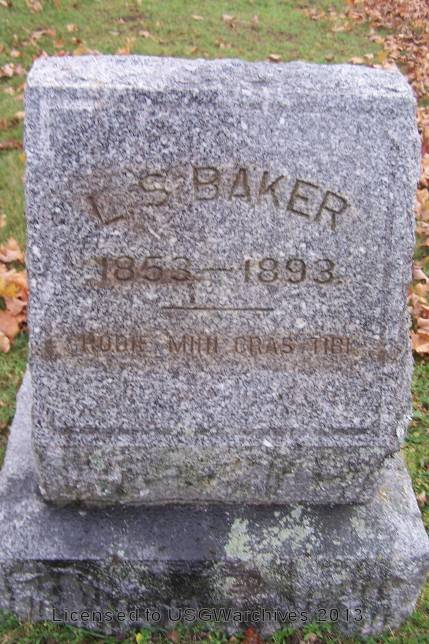 L. S. BAKER
1853 — 1893.
HODIE MIHI CRAS TIBI
Licensed to USGWarchives 2013